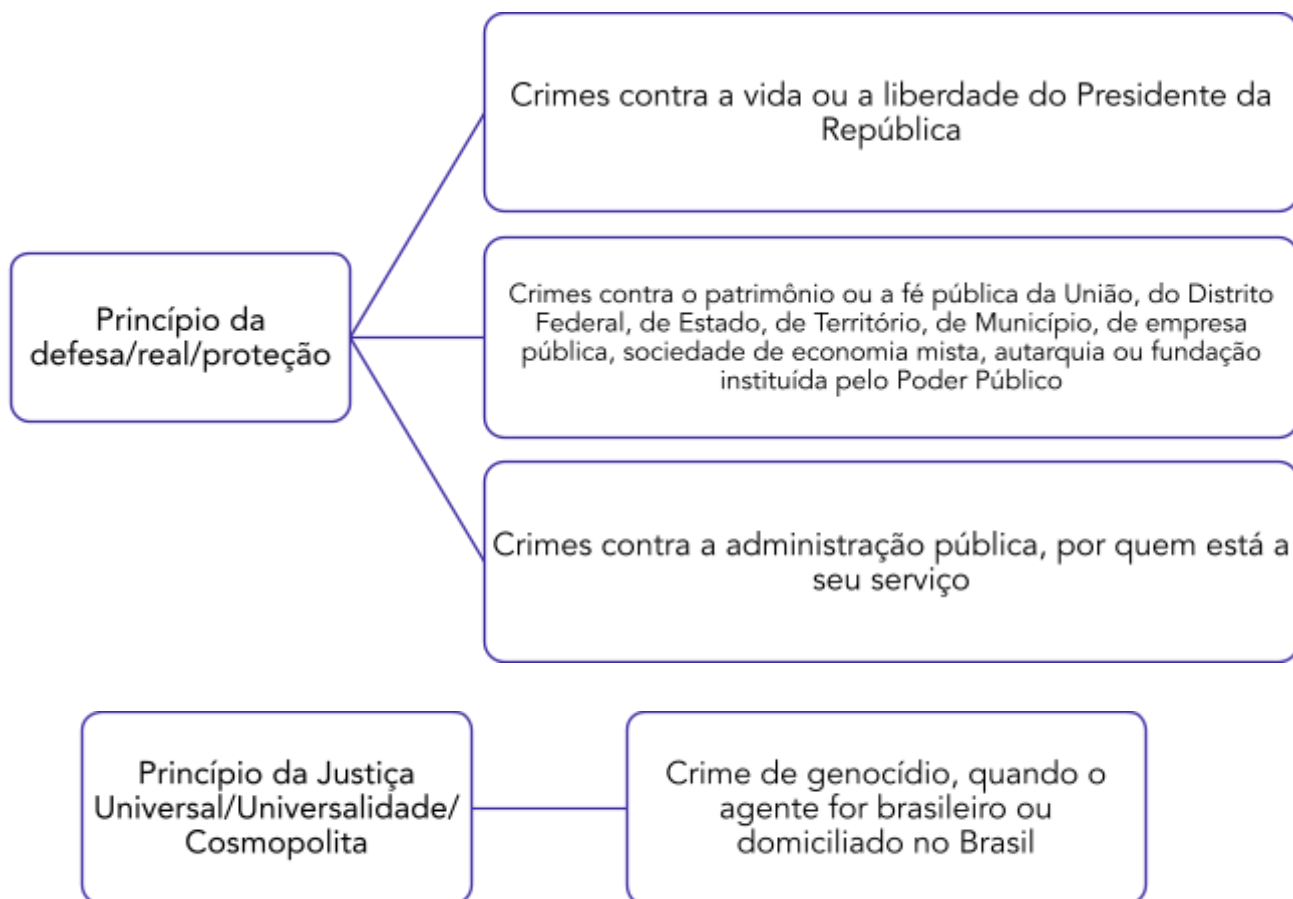 Crimes contra a vida ou a liberdade do Presidente da
República
Princípio da
defesa/real/proteção
Crimes contra o patrimônio ou a fé pública da União, do Distrito
Federal, de Estado, de Território, de Município, de empresa
pública, sociedade de economia mista, autarquia ou fundação
instituída pelo Poder Público
Crimes contra a administração pública, por quem está a
seu serviço
Princípio da Justiça
Universal/Universalidade/
Cosmopolita
Crime de genocídio, quando o
agente for brasileiro ou
domiciliado no Brasil